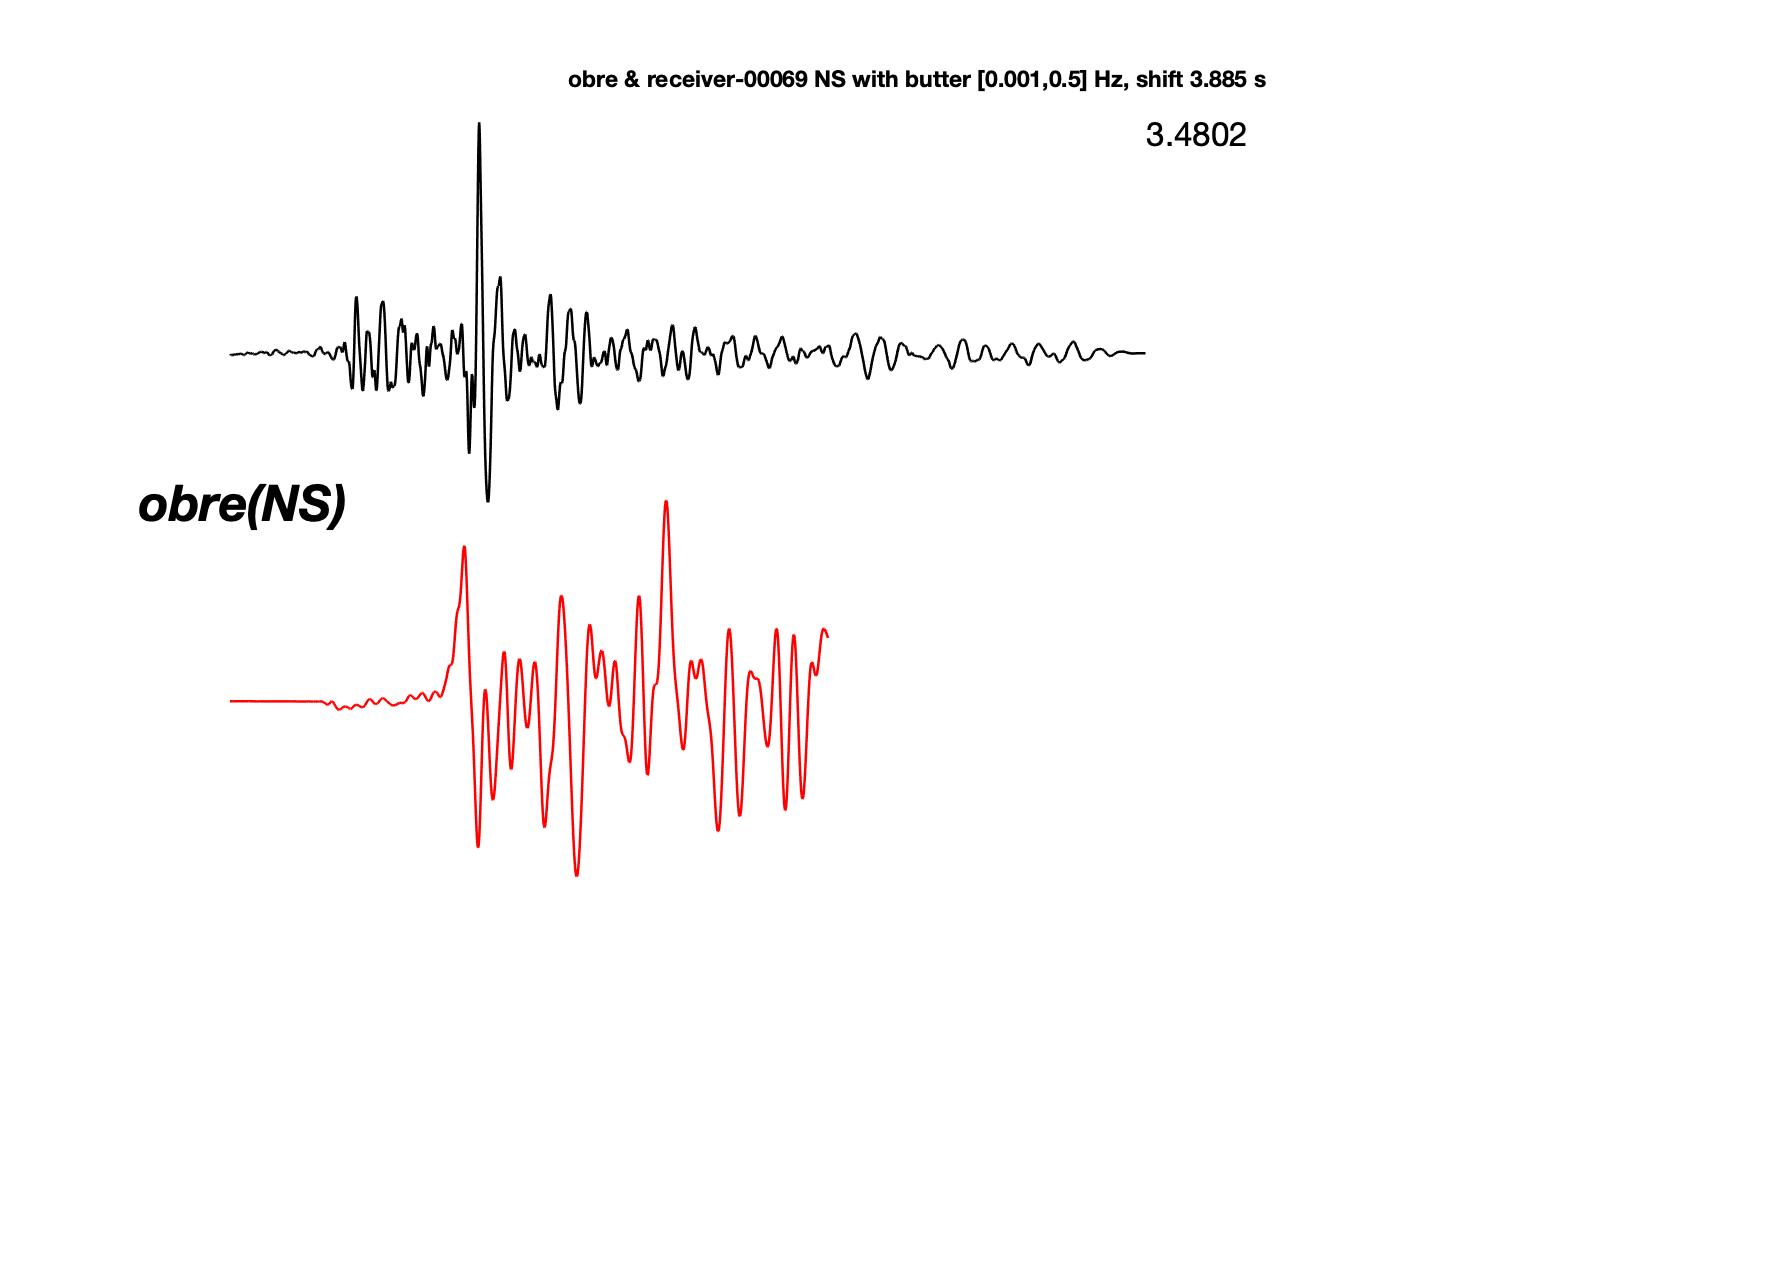 obre & receiver-00069 NS with butter [0.001,0.5] Hz, shift 3.885 s
3.4802
obre(NS)